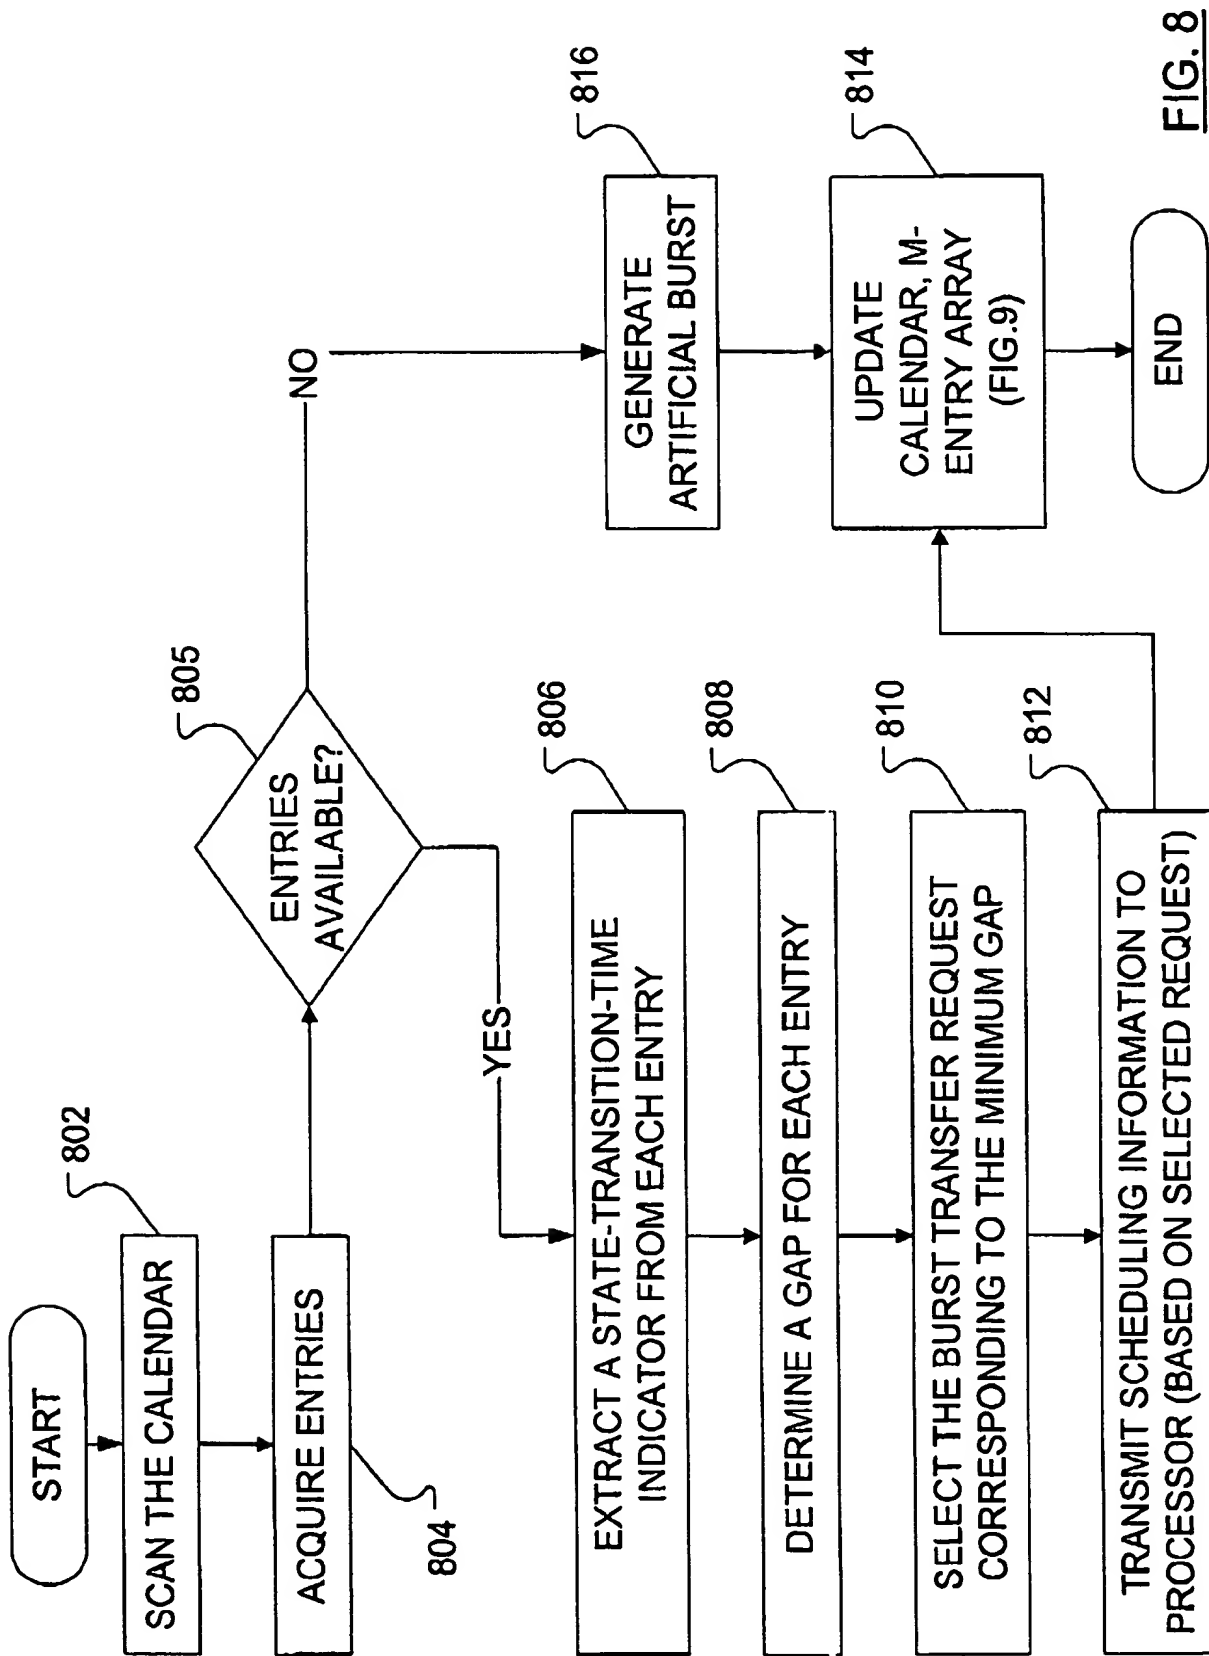 START
SCAN THE CALENDAR
802
ACQUIRE ENTRIES
804
ENTRIES
AVAILABLE?
805
NO
YES
EXTRACT A STATE-TRANSITION-TIME
INDICATOR FROM EACH ENTRY
806
DETERMINE A GAP FOR EACH ENTRY
808
SELECT THE BURST TRANSFER REQUEST
CORRESPONDING TO THE MINIMUM GAP
810
TRANSMIT SCHEDULING INFORMATION TO
PROCESSOR (BASED ON SELECTED REQUEST)
812
GENERATE
ARTIFICIAL BURST
816
UPDATE
CALENDAR, M-
ENTRY ARRAY
(FIG.9)
814
END
FIG. 8